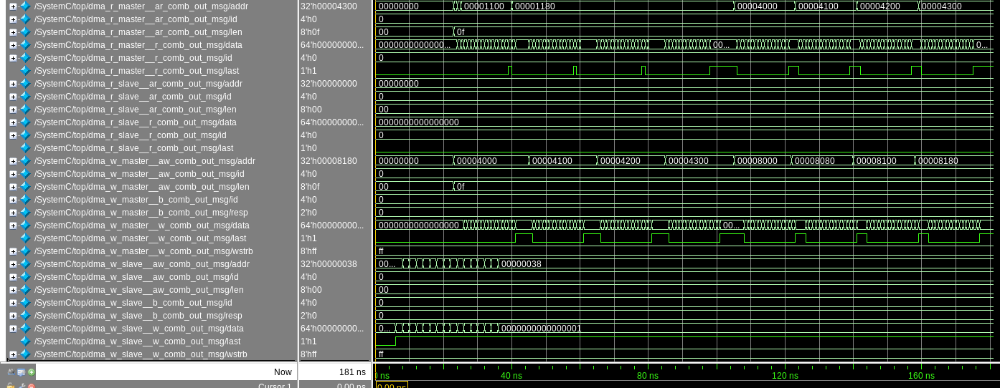 /SystemC/top/dma_r_master__ar_comb_out_msg/addr 32'h00004300 00000000 00001100 00001180 00004000 00004100 00004200 00004300
/SystemC/top/dma_r_master__ar_comb_out_msg/id 4'h0 0
/SystemC/top/dma_r_master__ar_comb_out_msg/len 8'h0f 00 0f
/SystemC/top/dma_r_master__r_comb_out_msg/data 64'h00000000... 0000000000000... 00... 0...
/SystemC/top/dma_r_master__r_comb_out_msg/id 4'h0 0
/SystemC/top/dma_r_master__r_comb_out_msg/last 1'h1
/SystemC/top/dma_r_slave__ar_comb_out_msg/addr 32'h00000000 00000000
/SystemC/top/dma_r_slave__ar_comb_out_msg/id 4'h0 0
/SystemC/top/dma_r_slave__ar_comb_out_msg/len 8'h00 00
/SystemC/top/dma_r_slave__r_comb_out_msg/data 64'h00000000... 0000000000000000
/SystemC/top/dma_r_slave__r_comb_out_msg/id 4'h0 0
/SystemC/top/dma_r_slave__r_comb_out_msg/last 1'h0
/SystemC/top/dma_w_master__aw_comb_out_msg/addr 32'h00008180 00000000 00004000 00004100 00004200 00004300 00008000 00008080 00008100 00008180
/SystemC/top/dma_w_master__aw_comb_out_msg/id 4'h0 0
/SystemC/top/dma_w_master__aw_comb_out_msg/len 8'h0f 00 0f
/SystemC/top/dma_w_master__b_comb_out_msg/id 4'h0 0
/SystemC/top/dma_w_master__b_comb_out_msg/resp 2'h0 0
/SystemC/top/dma_w_master__w_comb_out_msg/data 64'h00000000... 0000000000000000 00...
/SystemC/top/dma_w_master__w_comb_out_msg/last 1'h1
/SystemC/top/dma_w_master__w_comb_out_msg/wstrb 8'hff ff
/SystemC/top/dma_w_slave__aw_comb_out_msg/addr 32'h00000038 00... 00000038
/SystemC/top/dma_w_slave__aw_comb_out_msg/id 4'h0 0
/SystemC/top/dma_w_slave__aw_comb_out_msg/len 8'h00 00
/SystemC/top/dma_w_slave__b_comb_out_msg/id 4'h0 0
/SystemC/top/dma_w_slave__b_comb_out_msg/resp 2'h0 0
/SystemC/top/dma_w_slave__w_comb_out_msg/data 64'h00000000... 0... 0000000000000001
/SystemC/top/dma_w_slave__w_comb_out_msg/last 1'h1
/SystemC/top/dma_w_slave__w_comb_out_msg/wstrb 8'hff ff
Now 181 ns ns 40 ns 80 ns 120 ns 160 ns
Cursor 1 0.00 ns 0.00 ns